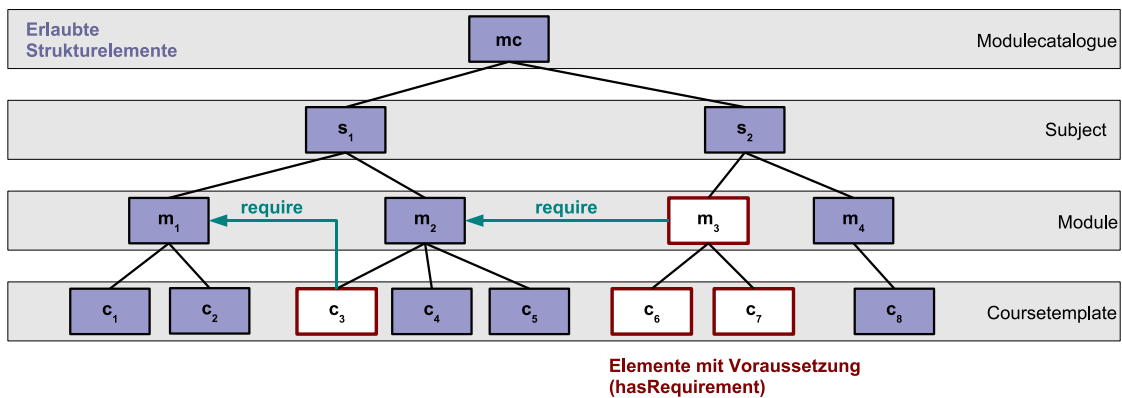 Erlaubte
Strukturelemente
mc
Modulecatalogue
s1
s2
Subject
m1
require
m2
require
m3
m4
Module
c1
c2
c3
c4
c5
c6
c7
c8
Coursetemplate
Elemente mit Voraussetzung
(hasRequirement)